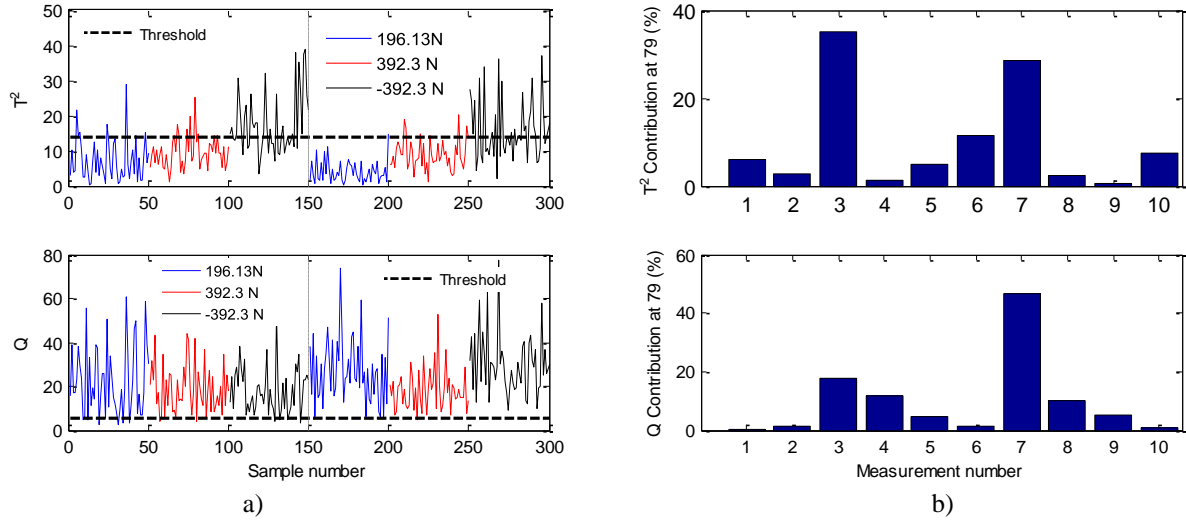 50
40
30
20
10
0
T²
Threshold
196.13N
392.3 N
-392.3 N
0 50 100 150 200 250 300
80
60
40
20
0
Q
196.13N
392.3 N
-392.3 N
Threshold
0 50 100 150 200 250 300
Sample number
a)
40
20
0
T² Contribution at 79 (%)
1 2 3 4 5 6 7 8 9 10
60
40
20
0
Q Contribution at 79 (%)
1 2 3 4 5 6 7 8 9 10
Measurement number
b)